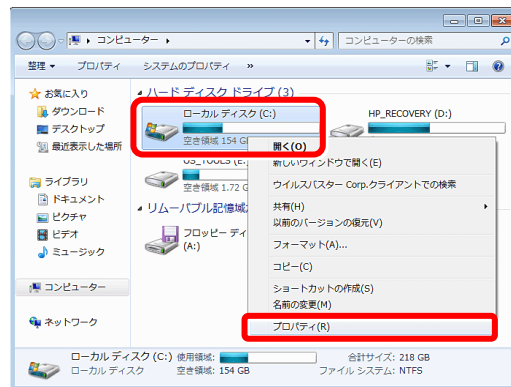 コンピューター
コンピューターの検索
整理
プロパティ
システムのプロパティ
»
お気に入り
ダウンロード
デスクトップ
最近表示した場所
ライブラリ
ドキュメント
ピクチャ
ビデオ
ミュージック
コンピューター
ネットワーク
ハード ディスク ドライブ (3)
ローカル ディスク (C:)
空き領域 154 G
HP_RECOVERY (D:)
OS_TOOLS (E:
空き領域 1.72 G
リムーバブル記憶域
フロッピー ディ
(A:)
開く(O)
新しいウィンドウで開く(E)
ウイルスバスター Corp.クライアントでの検索
共有(H)
以前のバージョンの復元(V)
フォーマット(A)...
コピー(C)
ショートカットの作成(S)
名前の変更(M)
プロパティ(R)
ローカル ディスク (C:) 使用領域: 合計サイズ: 218 GB
ローカル ディスク 空き領域: 154 GB ファイル システム: NTFS